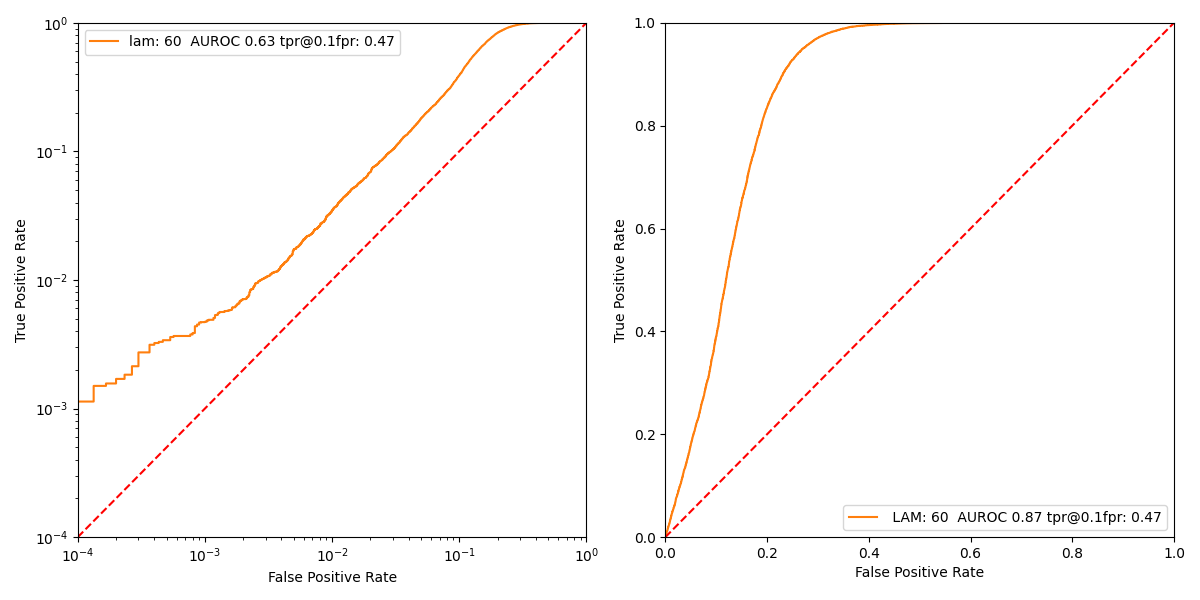 10⁰
10⁻¹
10⁻²
10⁻³
10⁻⁴
True Positive Rate
lam: 60  AUROC 0.63 tpr@0.1fpr: 0.47
10⁻⁴ 10⁻³ 10⁻² 10⁻¹ 10⁰
False Positive Rate
1.0
0.8
0.6
0.4
0.2
0.0
True Positive Rate
LAM: 60  AUROC 0.87 tpr@0.1fpr: 0.47
0.0 0.2 0.4 0.6 0.8 1.0
False Positive Rate